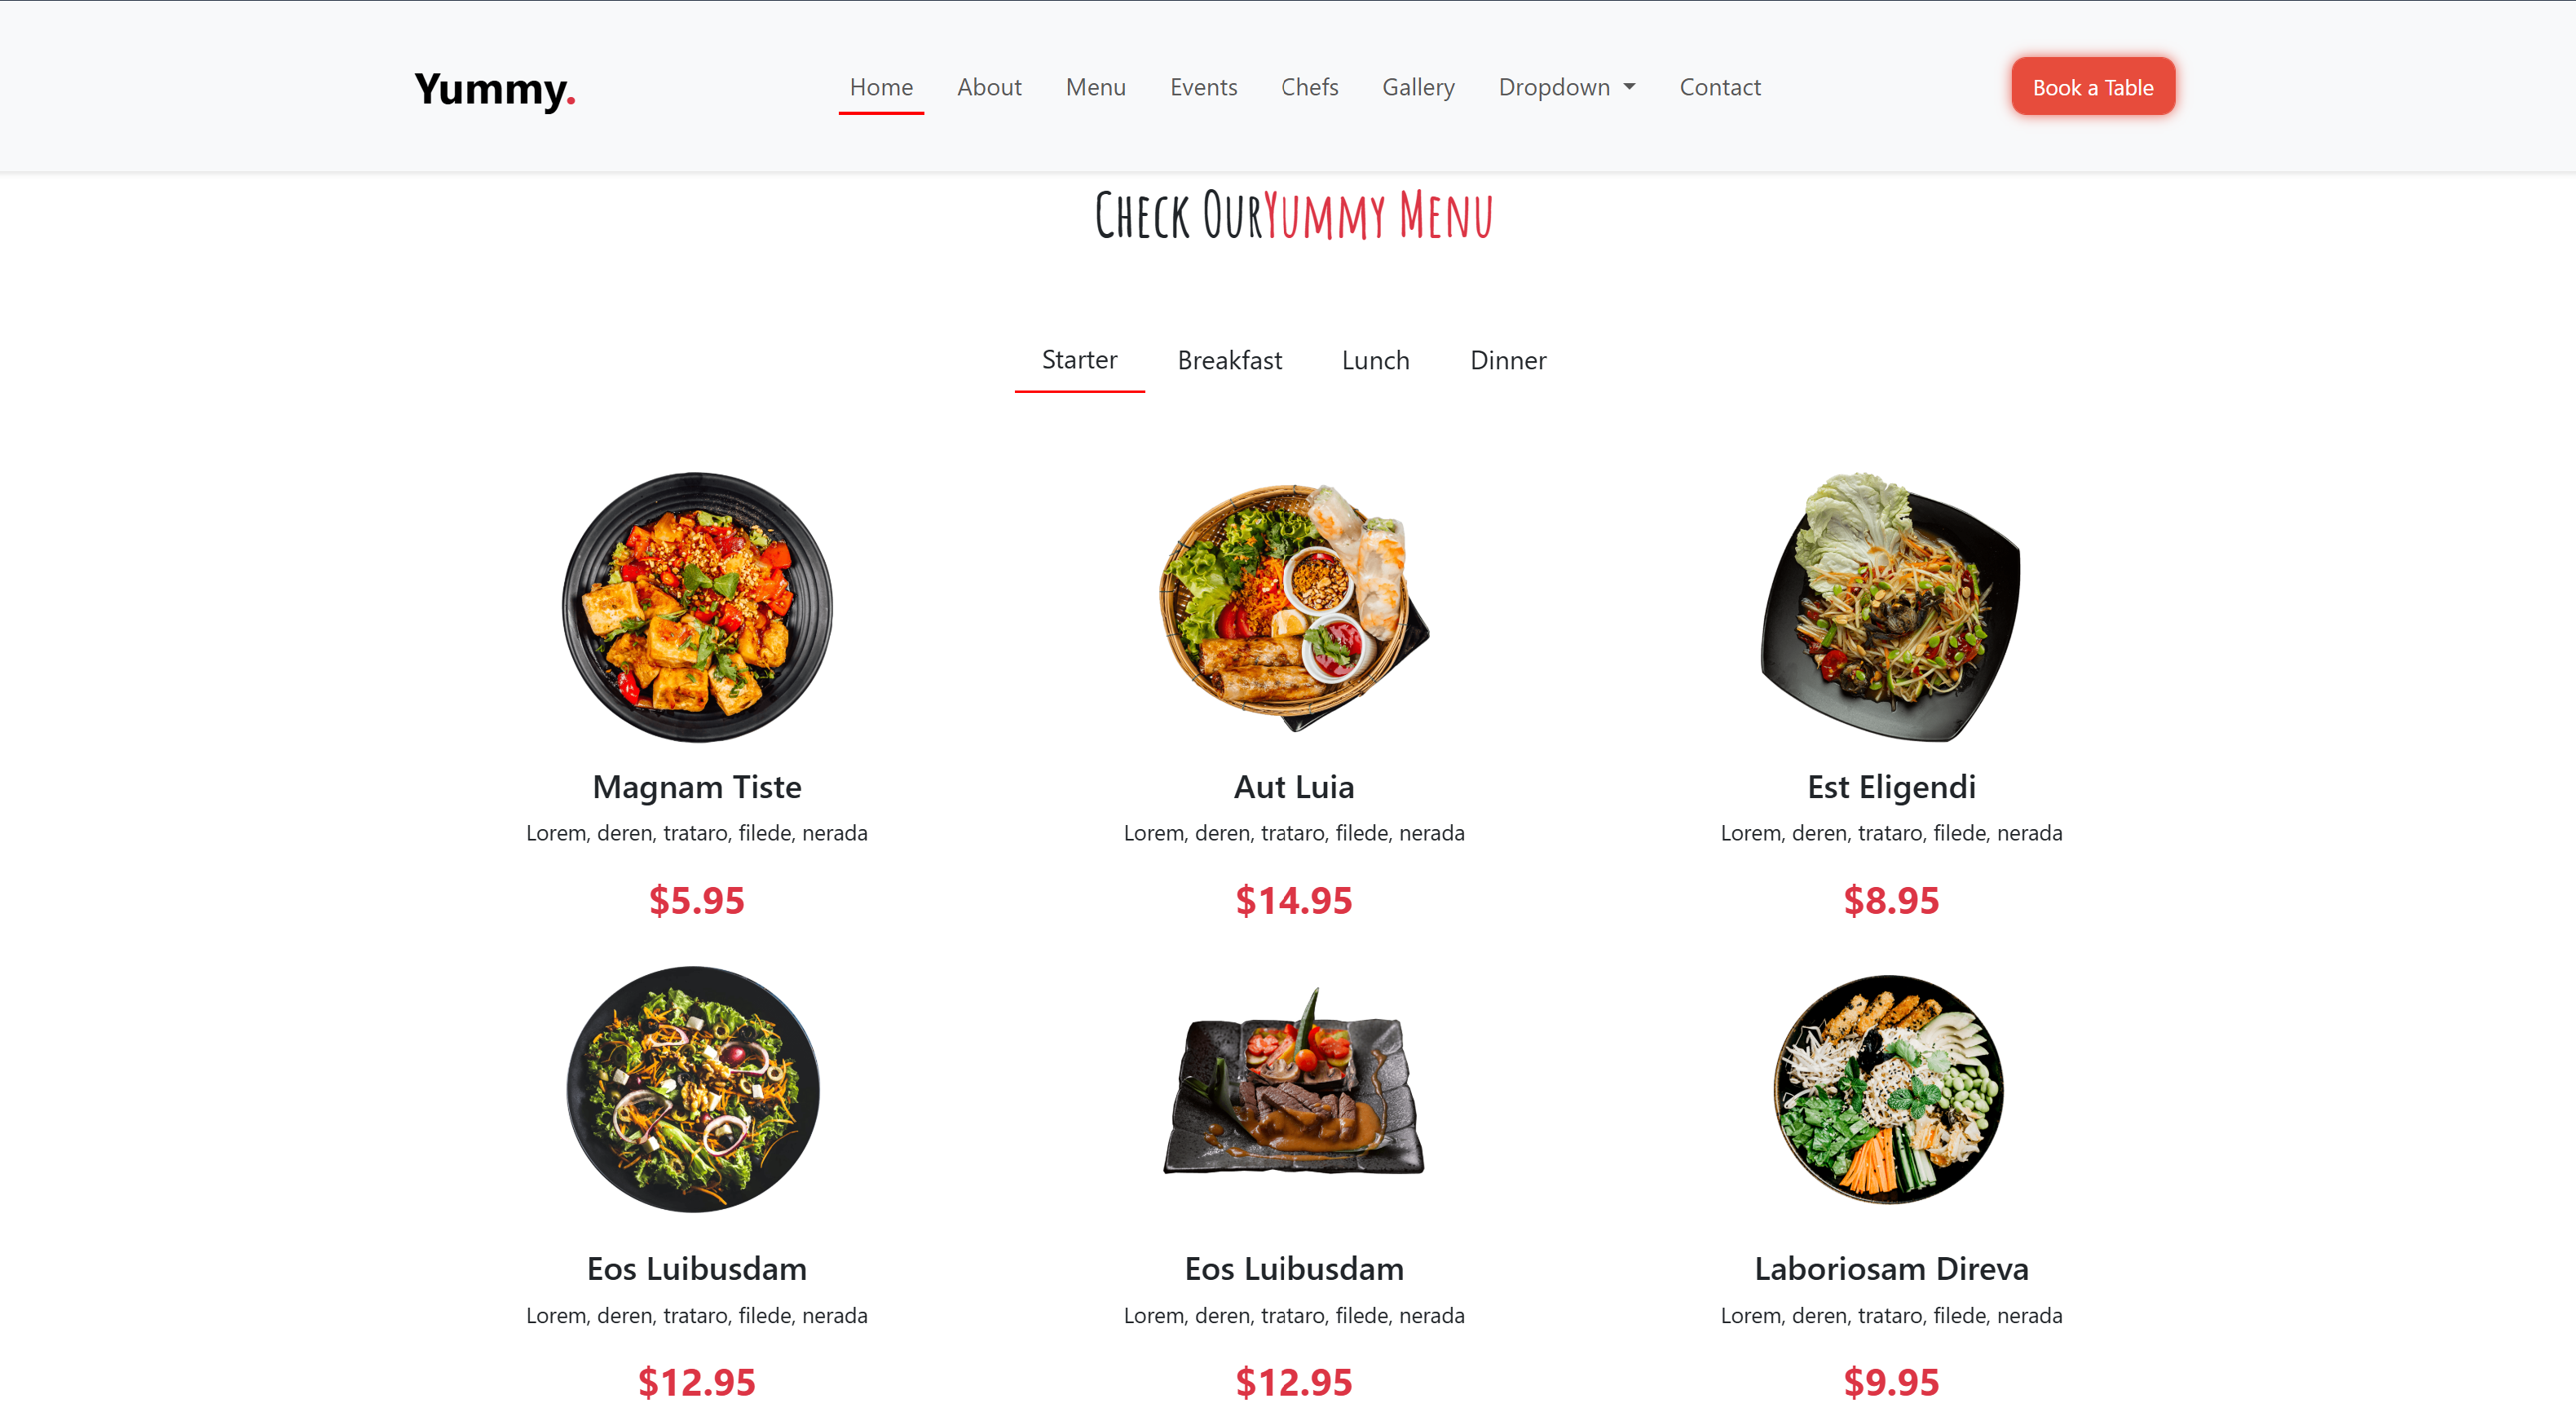 Yummy.
Home About Menu Events Chefs Gallery Dropdown Contact
Book a Table
Check OurYummy Menu
Starter Breakfast Lunch Dinner
Magnam Tiste
Lorem, deren, trataro, filede, nerada
$5.95
Aut Luia
Lorem, deren, trataro, filede, nerada
$14.95
Est Eligendi
Lorem, deren, trataro, filede, nerada
$8.95
Eos Luibusdam
Lorem, deren, trataro, filede, nerada
$12.95
Eos Luibusdam
Lorem, deren, trataro, filede, nerada
$12.95
Laboriosam Direva
Lorem, deren, trataro, filede, nerada
$9.95